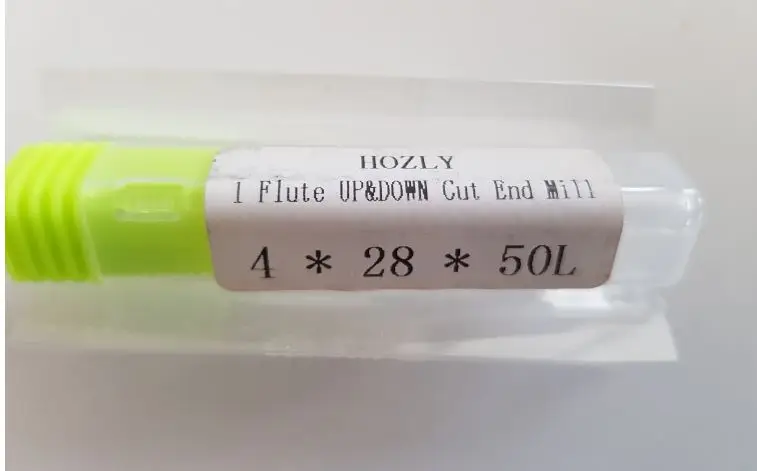 HOZLY
1 Flute UP&DOWN Cut End Mill
4 * 28 * 50L